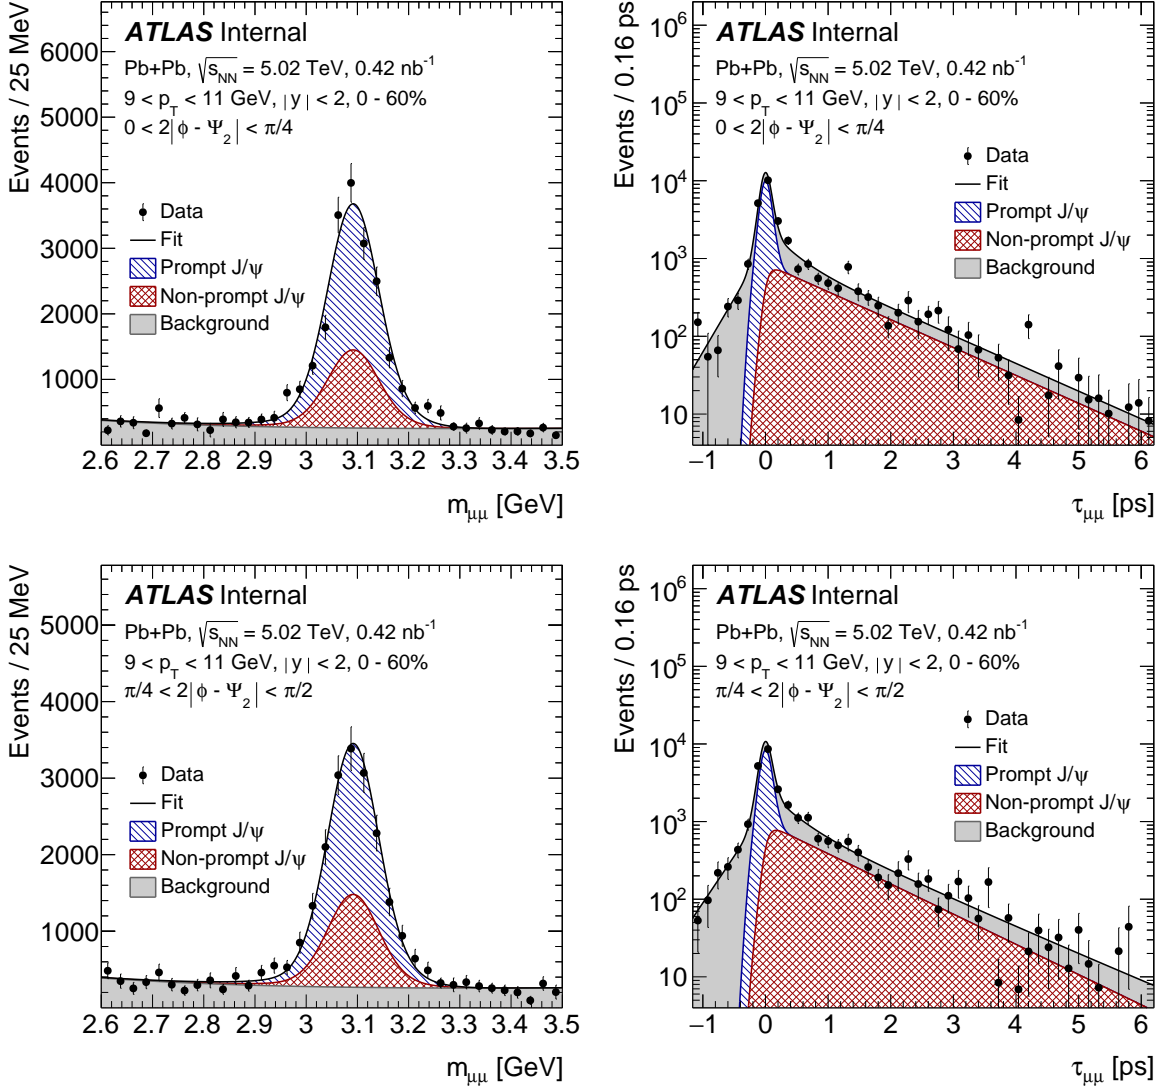 ATLAS Internal
Pb+Pb, √s_NN = 5.02 TeV, 0.42 nb⁻¹
9 < p_T < 11 GeV, |y| < 2, 0 - 60%
0 < 2|ϕ - Ψ_2| < π/4
Data
Fit
Prompt J/ψ
Non-prompt J/ψ
Background
Events / 25 MeV
1000
2000
3000
4000
6000
2.6 2.7 2.8 2.9 3 3.1 3.2 3.3 3.4 3.5
m_μμ [GeV]
ATLAS Internal
Pb+Pb, √s_NN = 5.02 TeV, 0.42 nb⁻¹
9 < p_T < 11 GeV, |y| < 2, 0 - 60%
0 < 2|ϕ - Ψ_2| < π/4
Data
Fit
Prompt J/ψ
Non-prompt J/ψ
Background
Events / 0.16 ps
10⁶
10⁵
10⁴
10³
10²
10
−1 0 1 2 3 4 5 6
τ_μμ [ps]
ATLAS Internal
Pb+Pb, √s_NN = 5.02 TeV, 0.42 nb⁻¹
9 < p_T < 11 GeV, |y| < 2, 0 - 60%
π/4 < 2|ϕ - Ψ_2| < π/2
Data
Fit
Prompt J/ψ
Non-prompt J/ψ
Background
Events / 25 MeV
1000
2000
3000
5000
2.6 2.7 2.8 2.9 3 3.1 3.2 3.3 3.4 3.5
m_μμ [GeV]
ATLAS Internal
Pb+Pb, √s_NN = 5.02 TeV, 0.42 nb⁻¹
9 < p_T < 11 GeV, |y| < 2, 0 - 60%
π/4 < 2|ϕ - Ψ_2| < π/2
Data
Fit
Prompt J/ψ
Non-prompt J/ψ
Background
Events / 0.16 ps
10⁶
10⁵
10⁴
10³
10²
10
−1 0 1 2 3 4 5 6
τ_μμ [ps]